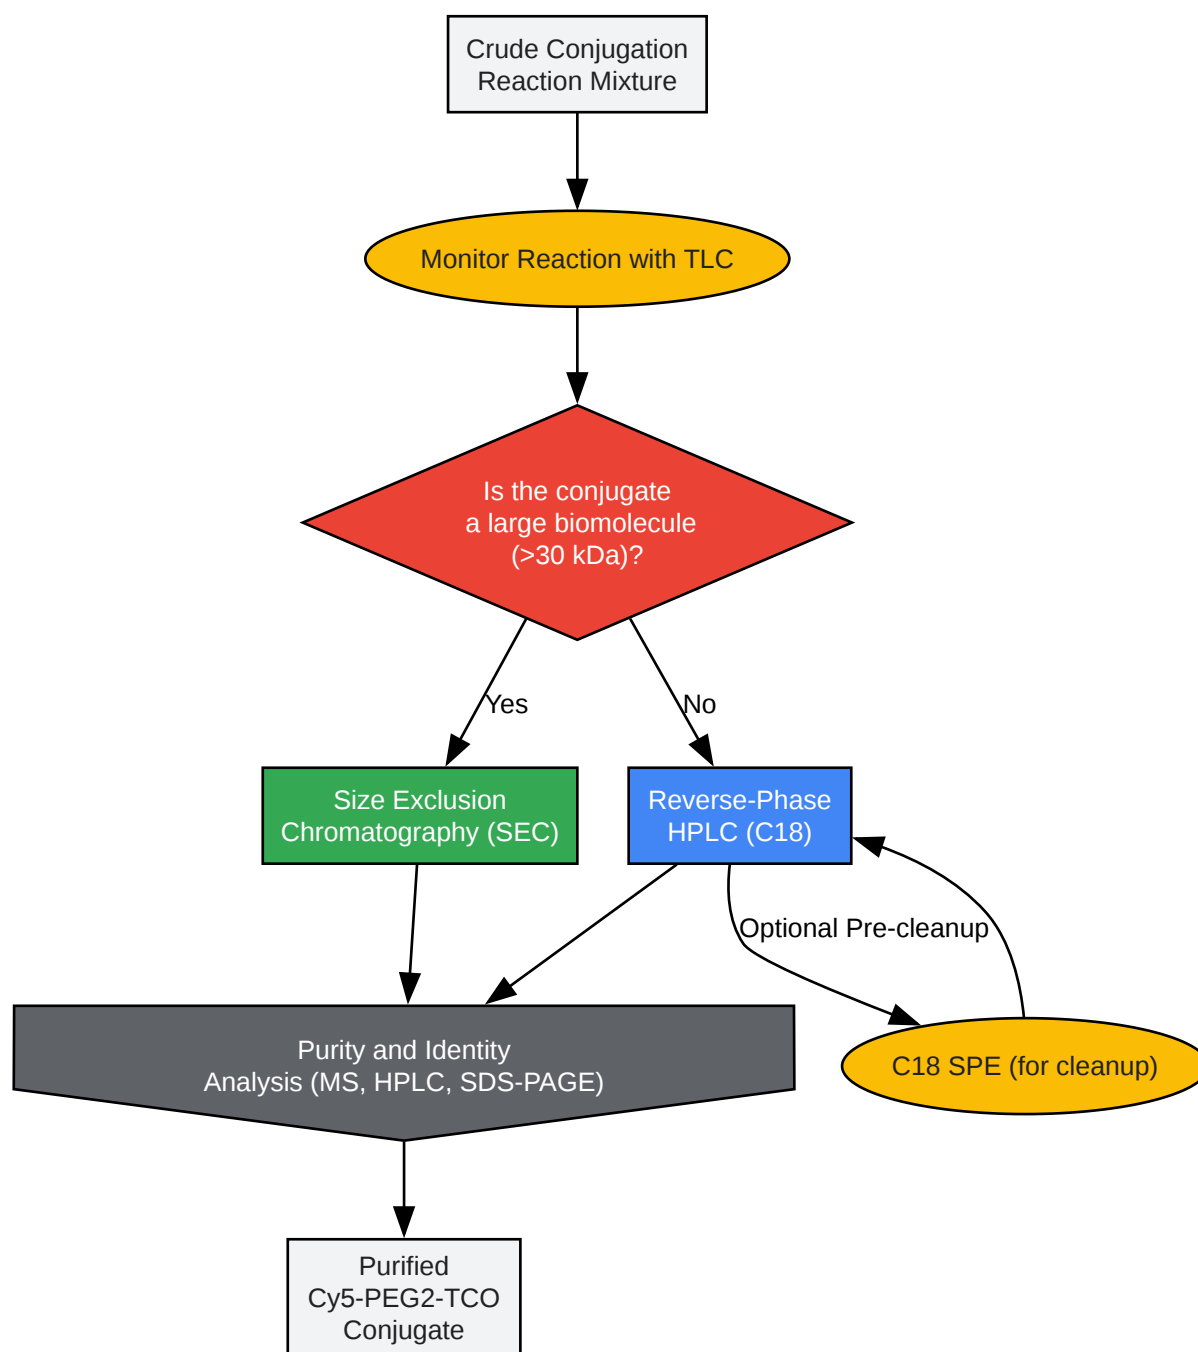 Crude Conjugation
Reaction Mixture
Monitor Reaction with TLC
Is the conjugate
a large biomolecule
(>30 kDa)?
Yes
No
Size Exclusion
Chromatography (SEC)
Reverse-Phase
HPLC (C18)
Optional Pre-cleanup
Purity and Identity
Analysis (MS, HPLC, SDS-PAGE)
C18 SPE (for cleanup)
Purified
Cy5-PEG2-TCO
Conjugate